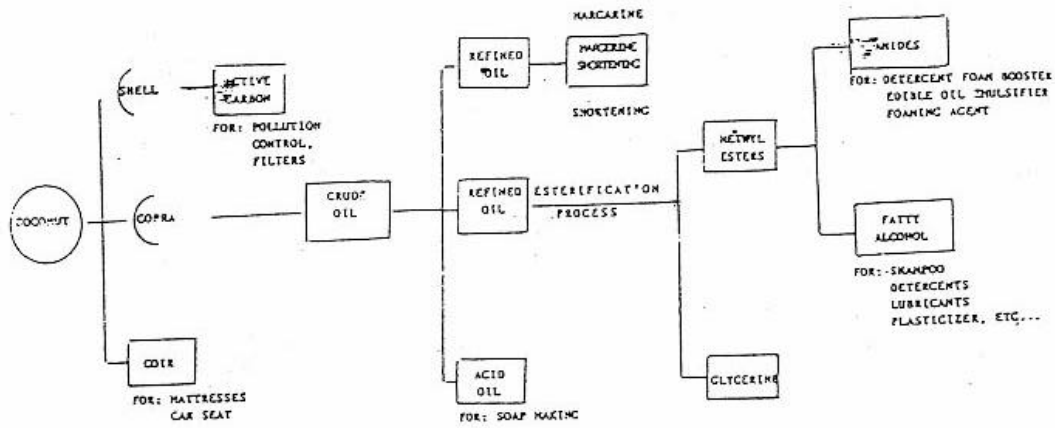 COCONUT
SHELL
ACTIVE
CARBON
FOR: POLLUTION
CONTROL,
FILTERS
COPRA
COIR
FOR: MATTRESSES
CAR SEAT
CRUDE
OIL
REFINED
OIL
MARGARINE
MARGERINE
SHORTENING
SHORTENING
REFINED
OIL
ESTERIFICATION
PROCESS
ACID
OIL
FOR: SOAP MAKING
METHYL
ESTERS
GLYCERINE
AMIDES
FOR: DETERGENT FOAM BOOSTER
EDIBLE OIL EMULSIFIER
FOAMING AGENT
FATTY
ALCOHOL
FOR: SHAMPOO
DETERGENTS
LUBRICANTS
PLASTICIZER, ETC...